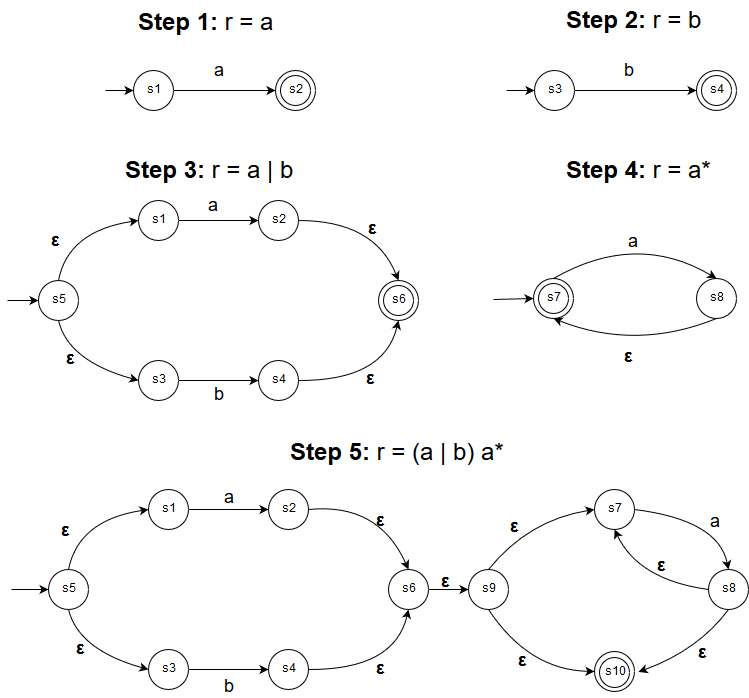 Step 1: r = a
Step 2: r = b
a
s1
s2
b
s3
s4
Step 3: r = a | b
Step 4: r = a*
a
s1
s2
ε
ε
s5
s6
ε
s3
s4
b
ε
a
s7
s8
ε
Step 5: r = (a | b) a*
a
s1
s2
ε
ε
s5
s6
ε
s9
ε
s3
s4
b
ε
ε
s7
a
ε
s8
ε
s10
ε